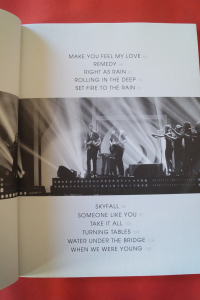 MAKE YOU FEEL MY LOVE
REMEDY
RIGHT AS RAIN
ROLLING IN THE DEEP
SET FIRE TO THE RAIN
SKYFALL
SOMEONE LIKE YOU
TAKE IT ALL
TURNING TABLES
WATER UNDER THE BRIDGE
WHEN WE WERE YOUNG